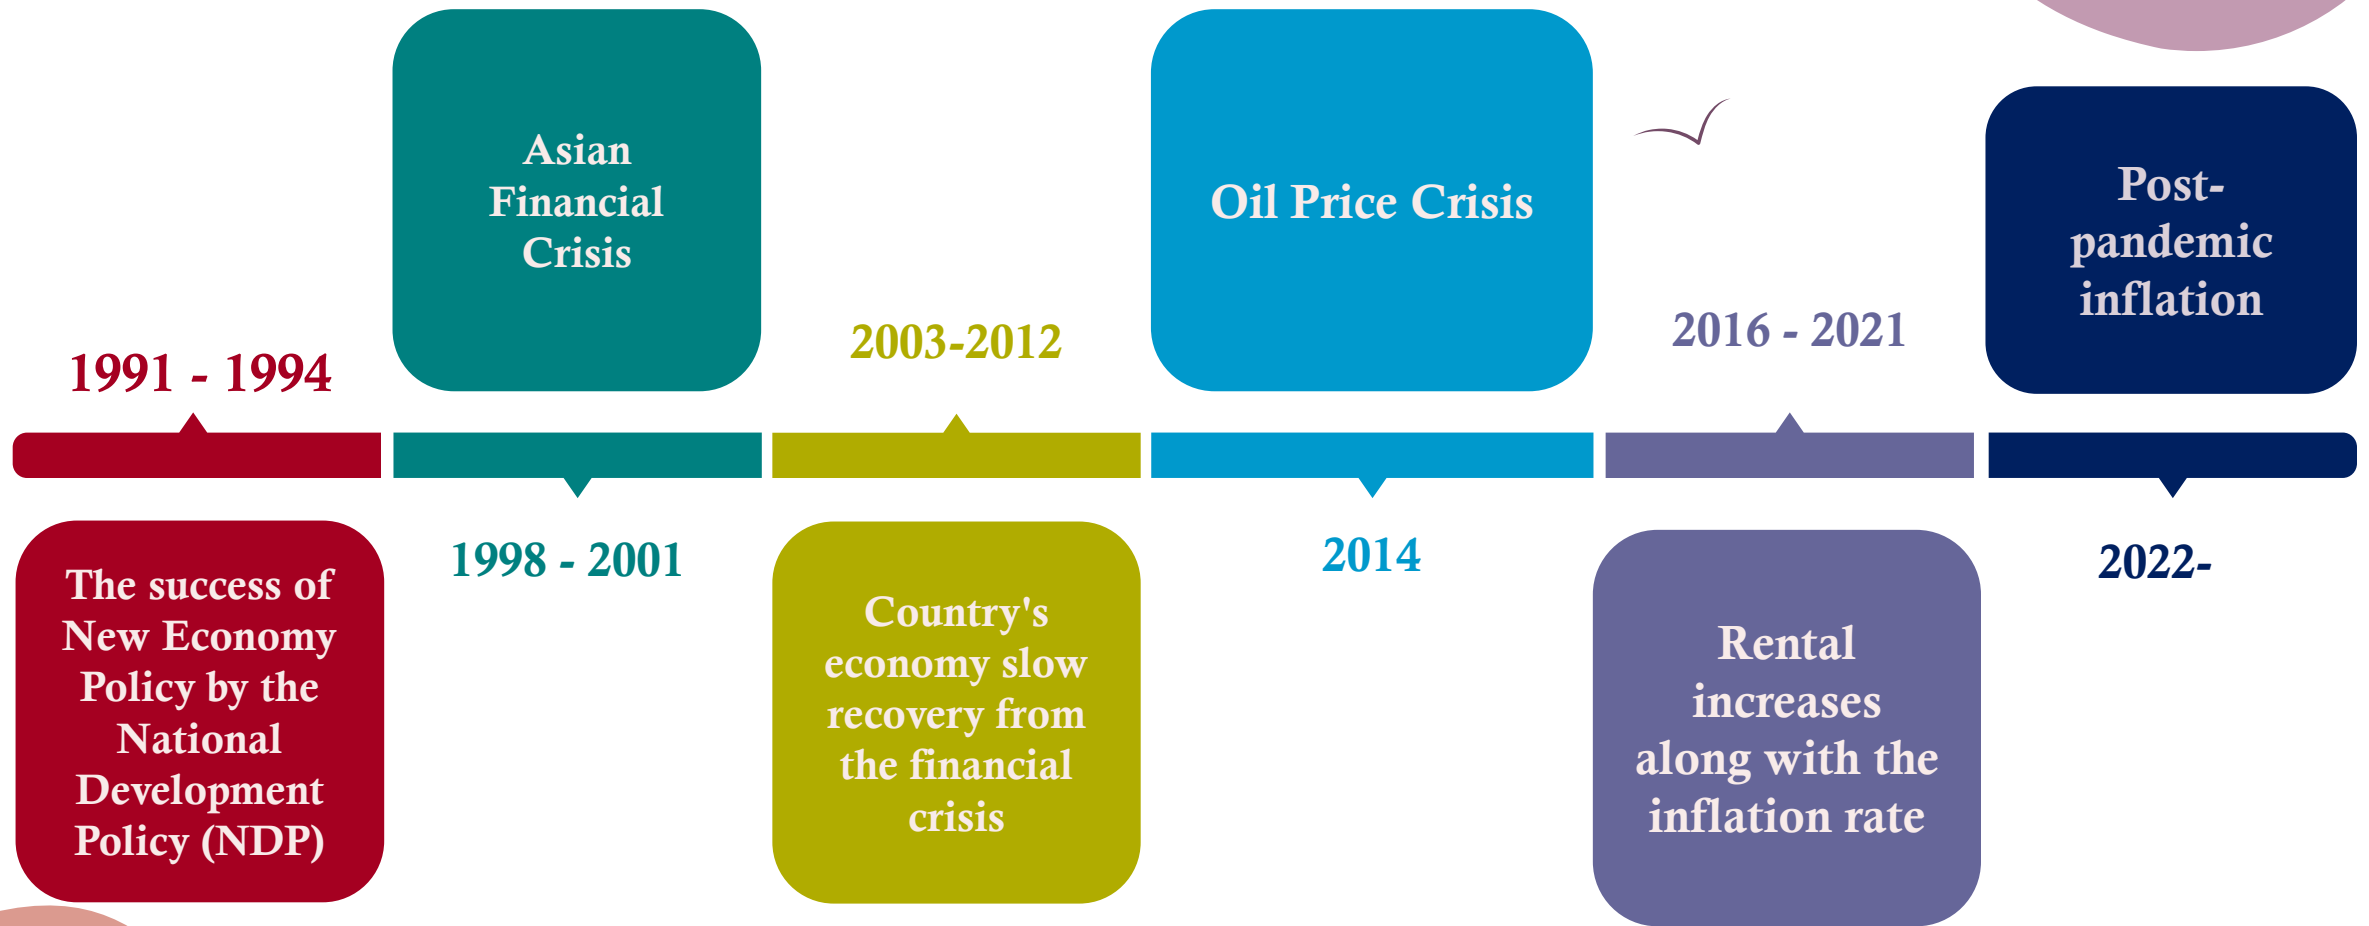 1991 - 1994
The success of
New Economy
Policy by the
National
Development
Policy (NDP)
Asian
Financial
Crisis
1998 - 2001
2003-2012
Country's
economy slow
recovery from
the financial
crisis
Oil Price Crisis
2014
2016 - 2021
Rental
increases
along with the
inflation rate
Post-
pandemic
inflation
2022-